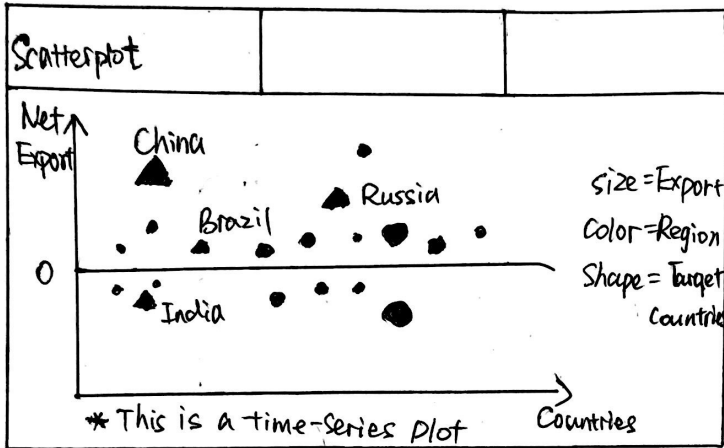 Scatterplot
Net
Export
China
Russia
Brazil
size=Export
Color=Region
Shape=Target
Countrie
0
India
Countries
* This is a time-series Plot